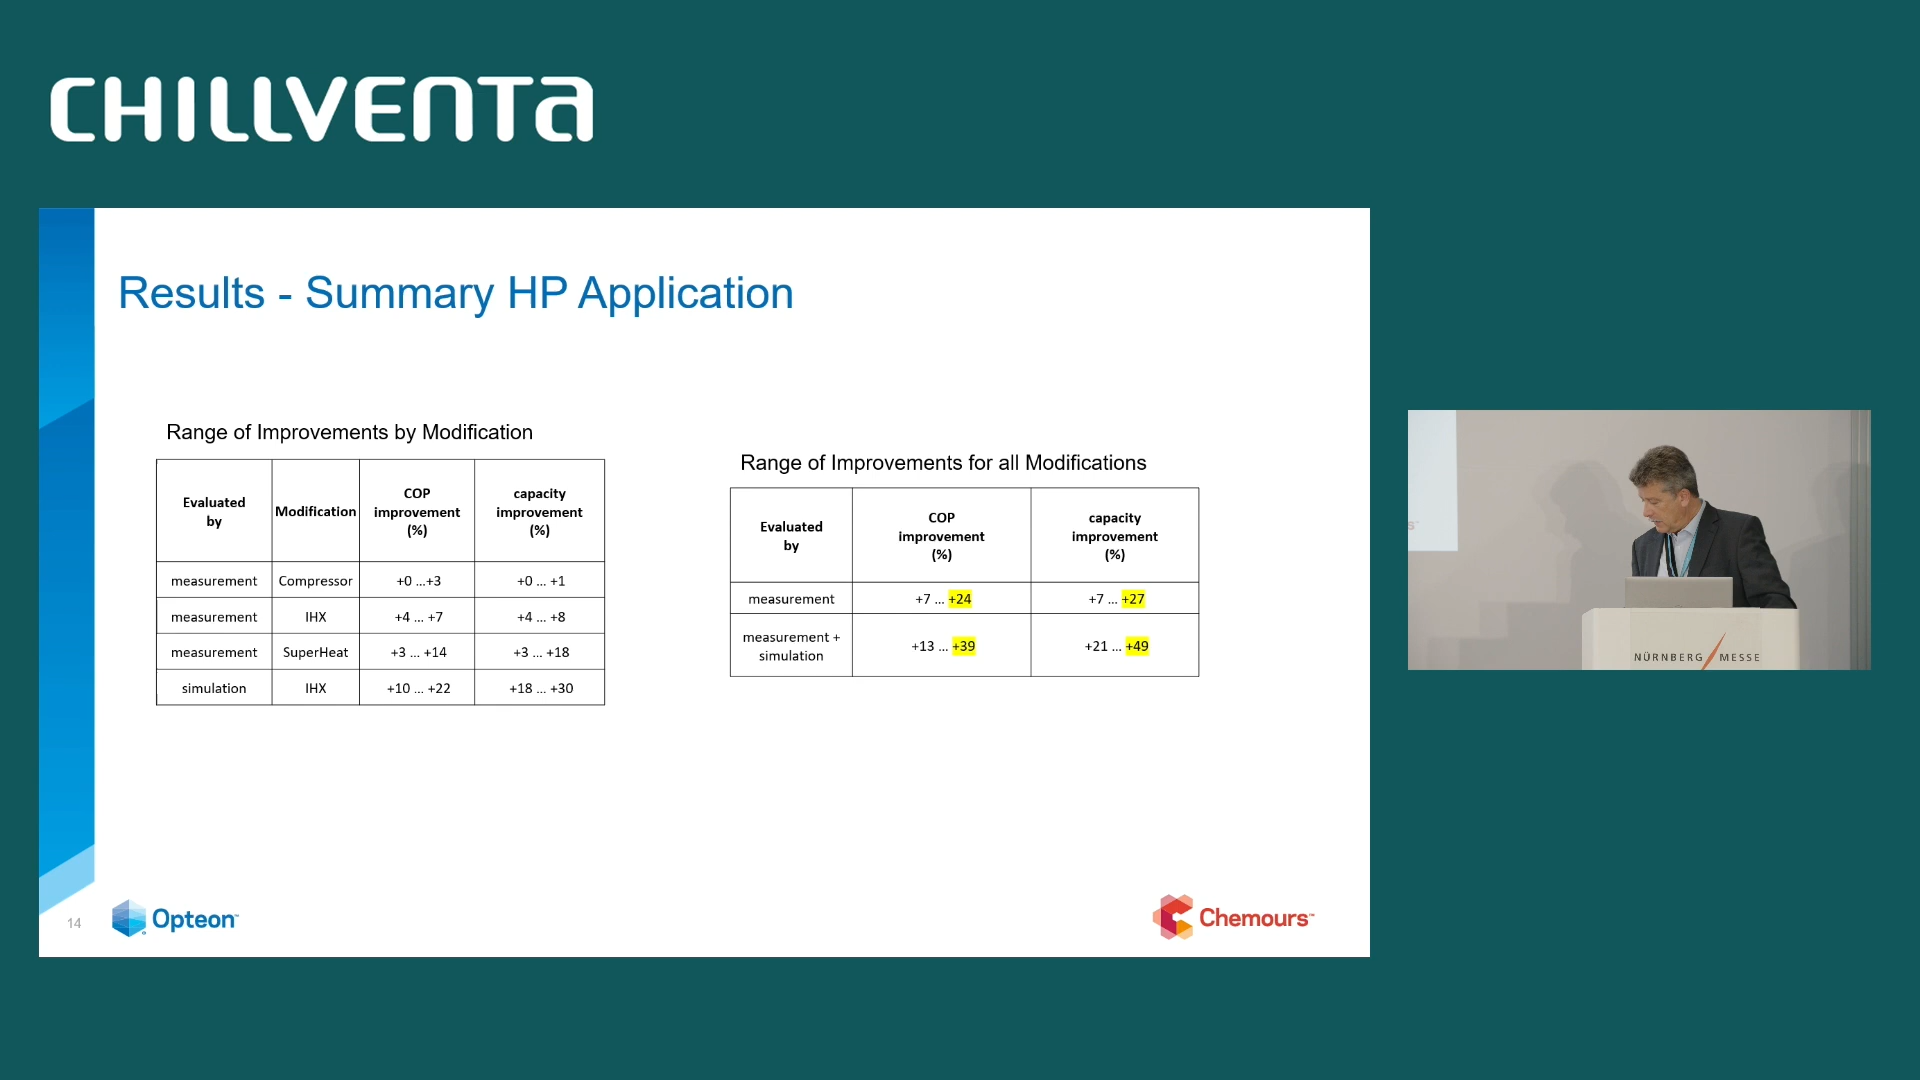 CHILLVENTA
Results - Summary HP Application
Range of Improvements by Modification
Evaluated by | Modification | COP improvement (%) | capacity improvement (%)
measurement | Compressor | +0 ...+3 | +0 ... +1
measurement | IHX | +4 ... +7 | +4 ... +8
measurement | SuperHeat | +3 ... +14 | +3 ... +18
simulation | IHX | +10 ... +22 | +18 ... +30
Range of Improvements for all Modifications
Evaluated by | COP improvement (%) | capacity improvement (%)
measurement | +7 ... +24 | +7 ... +27
measurement + simulation | +13 ... +39 | +21 ... +49
NÜRNBERG MESSE
14
Opteon™
Chemours™